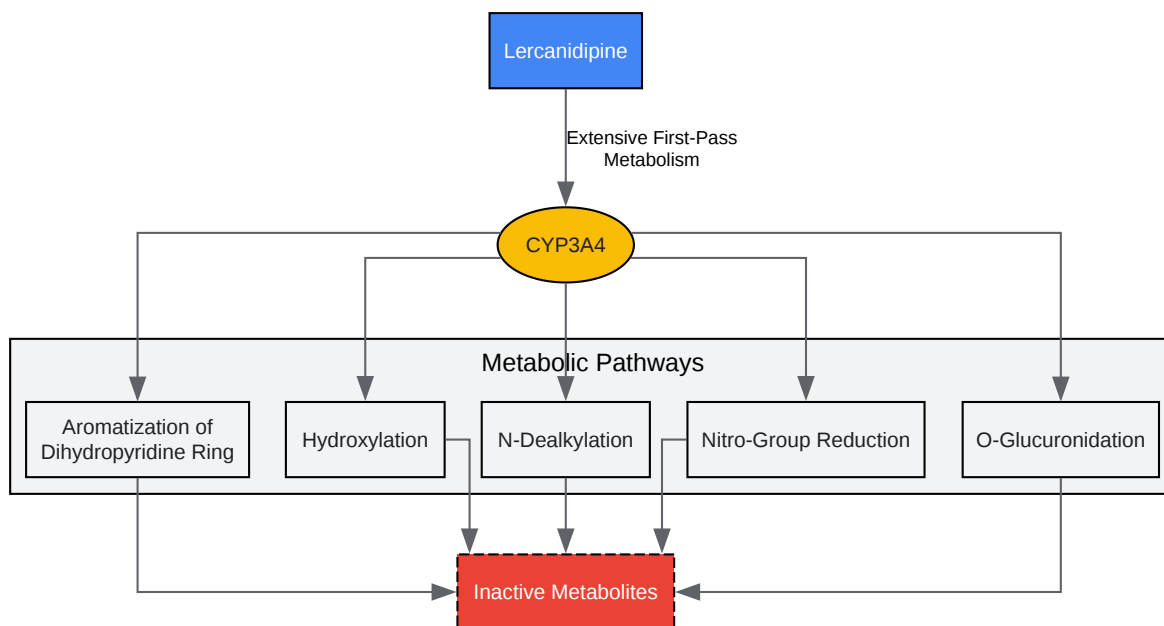 Lercanidipine
Extensive First-Pass
Metabolism
CYP3A4
Metabolic Pathways
Aromatization of
Dihydropyridine Ring
Hydroxylation
N-Dealkylation
Nitro-Group Reduction
O-Glucuronidation
Inactive Metabolites